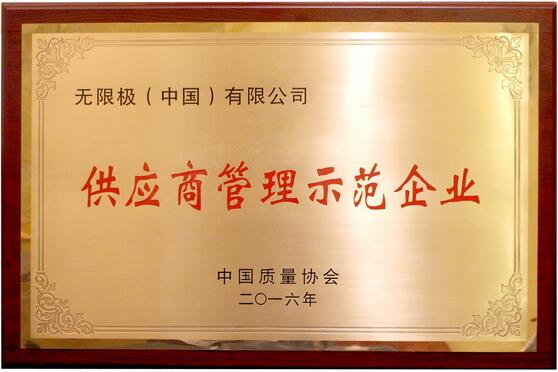 无限极（中国）有限公司
供应商管理示范企业
中国质量协会
二〇一六年